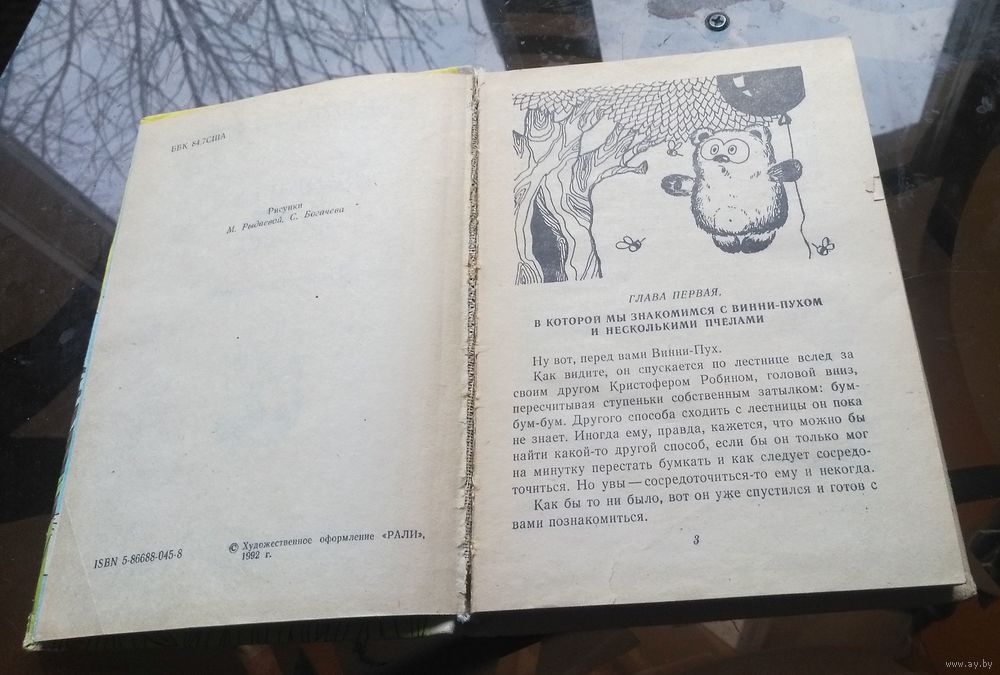 ББК 84.7США
Рисунки
М. Рыдаевой, С. Богачева
ISBN 5-86688-045-8
© Художественное оформление «РАЛИ»,
1992 г.
ГЛАВА ПЕРВАЯ,
В КОТОРОЙ МЫ ЗНАКОМИМСЯ С ВИННИ-ПУХОМ
И НЕСКОЛЬКИМИ ПЧЕЛАМИ
Ну вот, перед вами Винни-Пух.
Как видите, он спускается по лестнице вслед за
своим другом Кристофером Робином, головой вниз,
пересчитывая ступеньки собственным затылком: бум-
бум-бум. Другого способа сходить с лестницы он пока
не знает. Иногда ему, правда, кажется, что можно бы
найти какой-то другой способ, если бы он только мог
на минутку перестать бумкать и как следует сосредо-
точиться. Но увы — сосредоточиться-то ему и некогда.
Как бы то ни было, вот он уже спустился и готов с
вами познакомиться.
3
www.ay.by